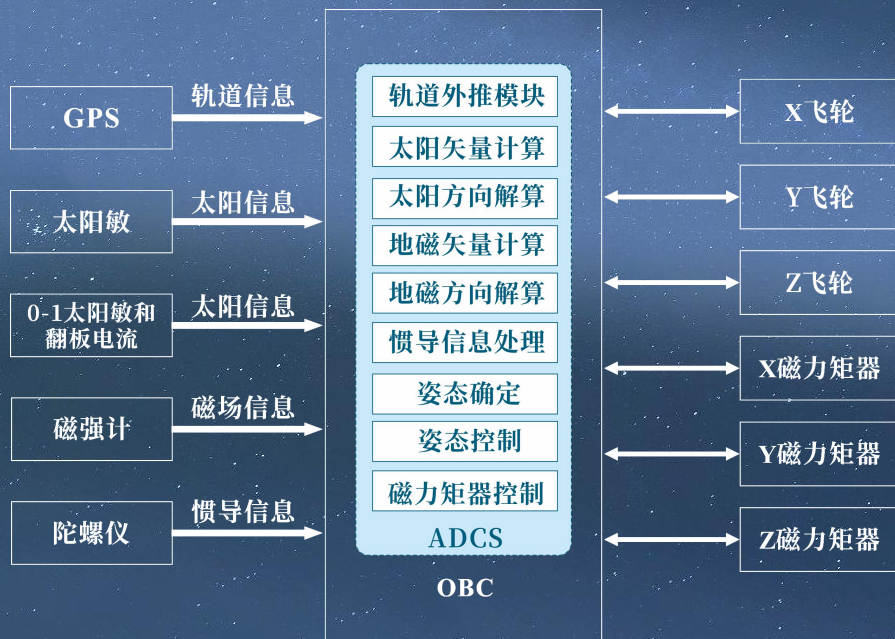 GPS
轨道信息
太阳敏
太阳信息
0-1太阳敏和
翻板电流
太阳信息
磁强计
磁场信息
陀螺仪
惯导信息
轨道外推模块
太阳矢量计算
太阳方向解算
地磁矢量计算
地磁方向解算
惯导信息处理
姿态确定
姿态控制
磁力矩器控制
ADCS
OBC
X飞轮
Y飞轮
Z飞轮
X磁力矩器
Y磁力矩器
Z磁力矩器